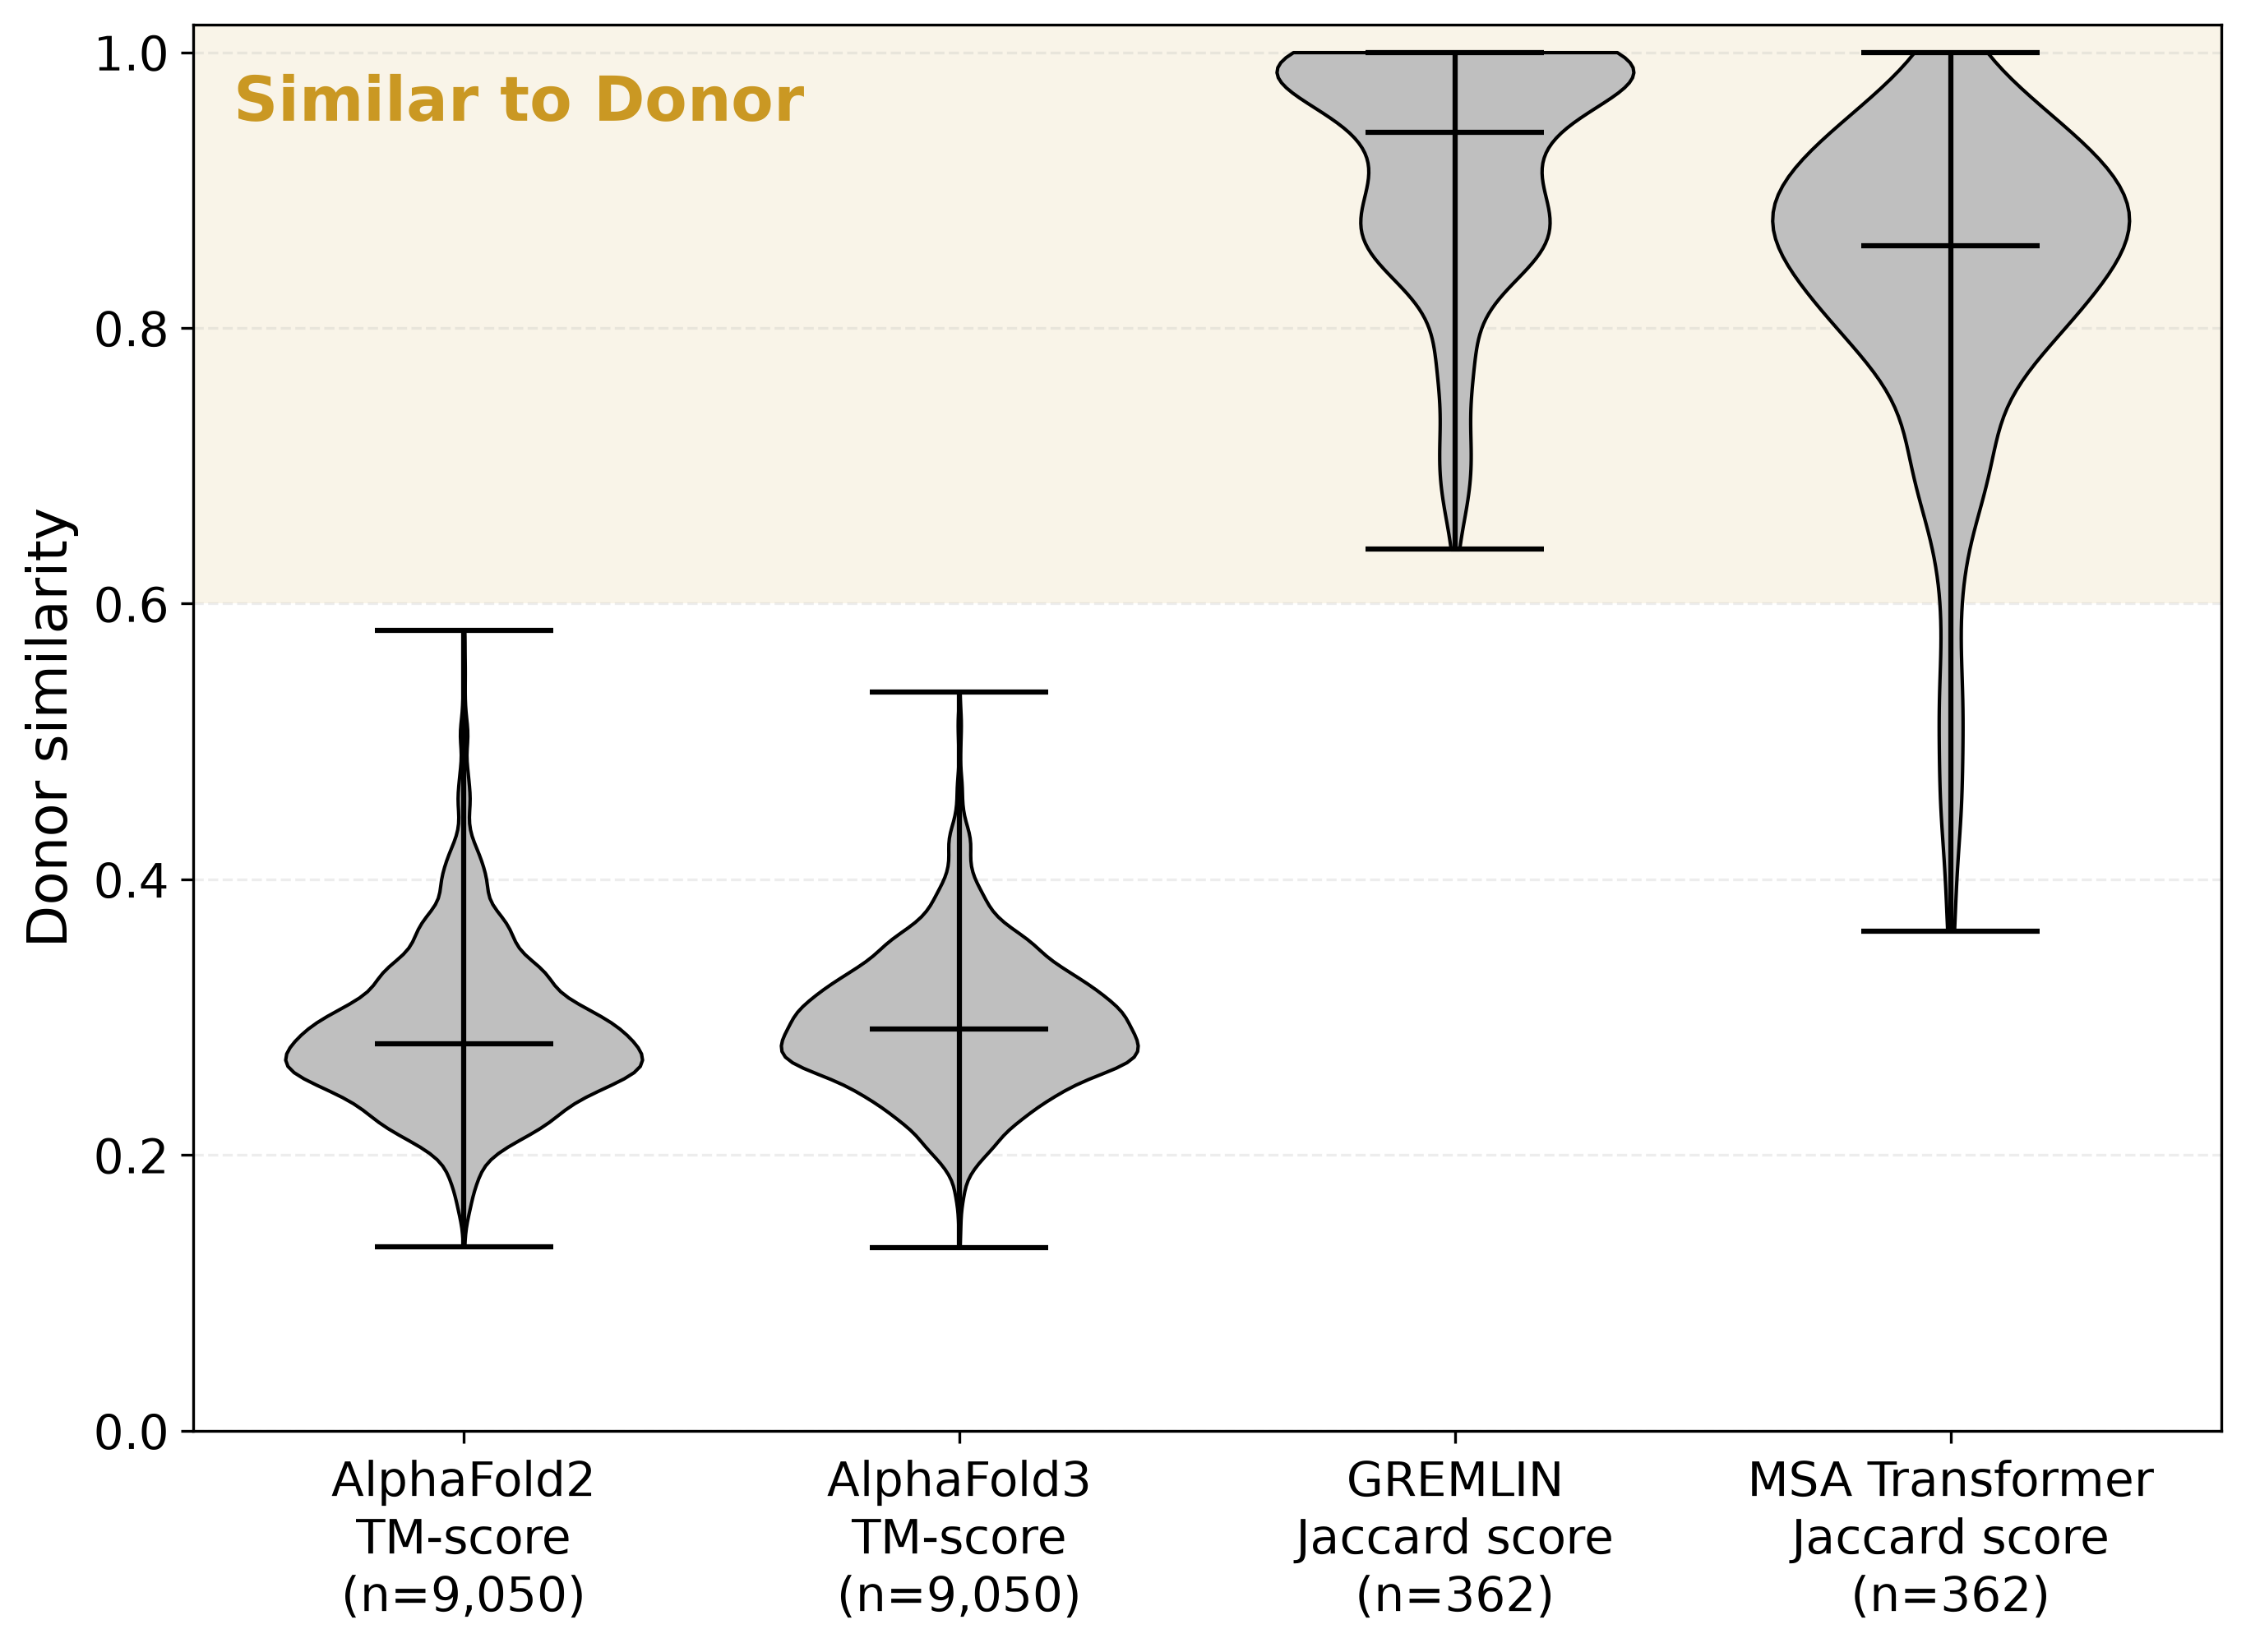 Similar to Donor
Donor similarity
1.0
0.8
0.6
0.4
0.2
0.0
AlphaFold2
TM-score
(n=9,050)
AlphaFold3
TM-score
(n=9,050)
GREMLIN
Jaccard score
(n=362)
MSA Transformer
Jaccard score
(n=362)